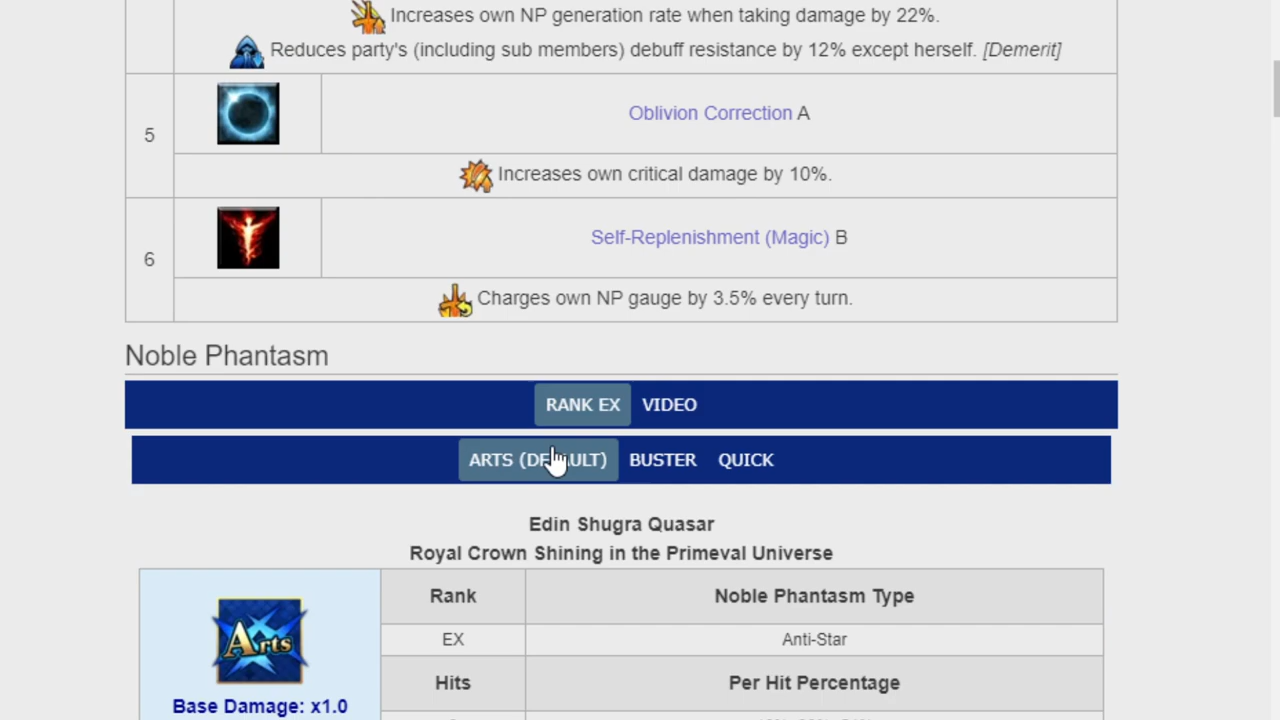 Increases own NP generation rate when taking damage by 22%.
Reduces party's (including sub members) debuff resistance by 12% except herself. [Demerit]
5
Oblivion Correction A
Increases own critical damage by 10%.
6
Self-Replenishment (Magic) B
Charges own NP gauge by 3.5% every turn.
Noble Phantasm
RANK EX VIDEO
ARTS (DEFAULT) BUSTER QUICK
Edin Shugra Quasar
Royal Crown Shining in the Primeval Universe
Arts
Base Damage: x1.0
Rank Noble Phantasm Type
EX Anti-Star
Hits Per Hit Percentage